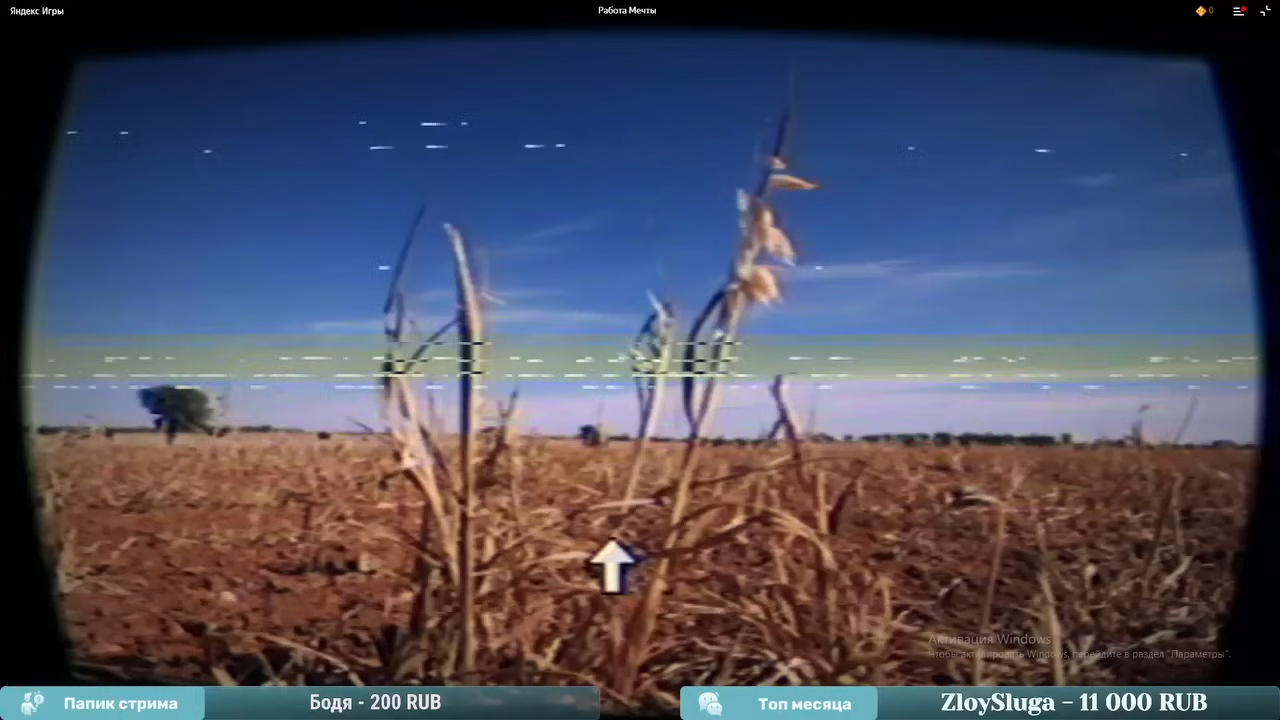 Яндекс Игры
Работа Мечты
0
Активация Windows
Чтобы активировать Windows, перейдите в раздел "Параметры".
Папик стрима
Бодя - 200 RUB
Топ месяца
ZloySluga - 11 000 RUB